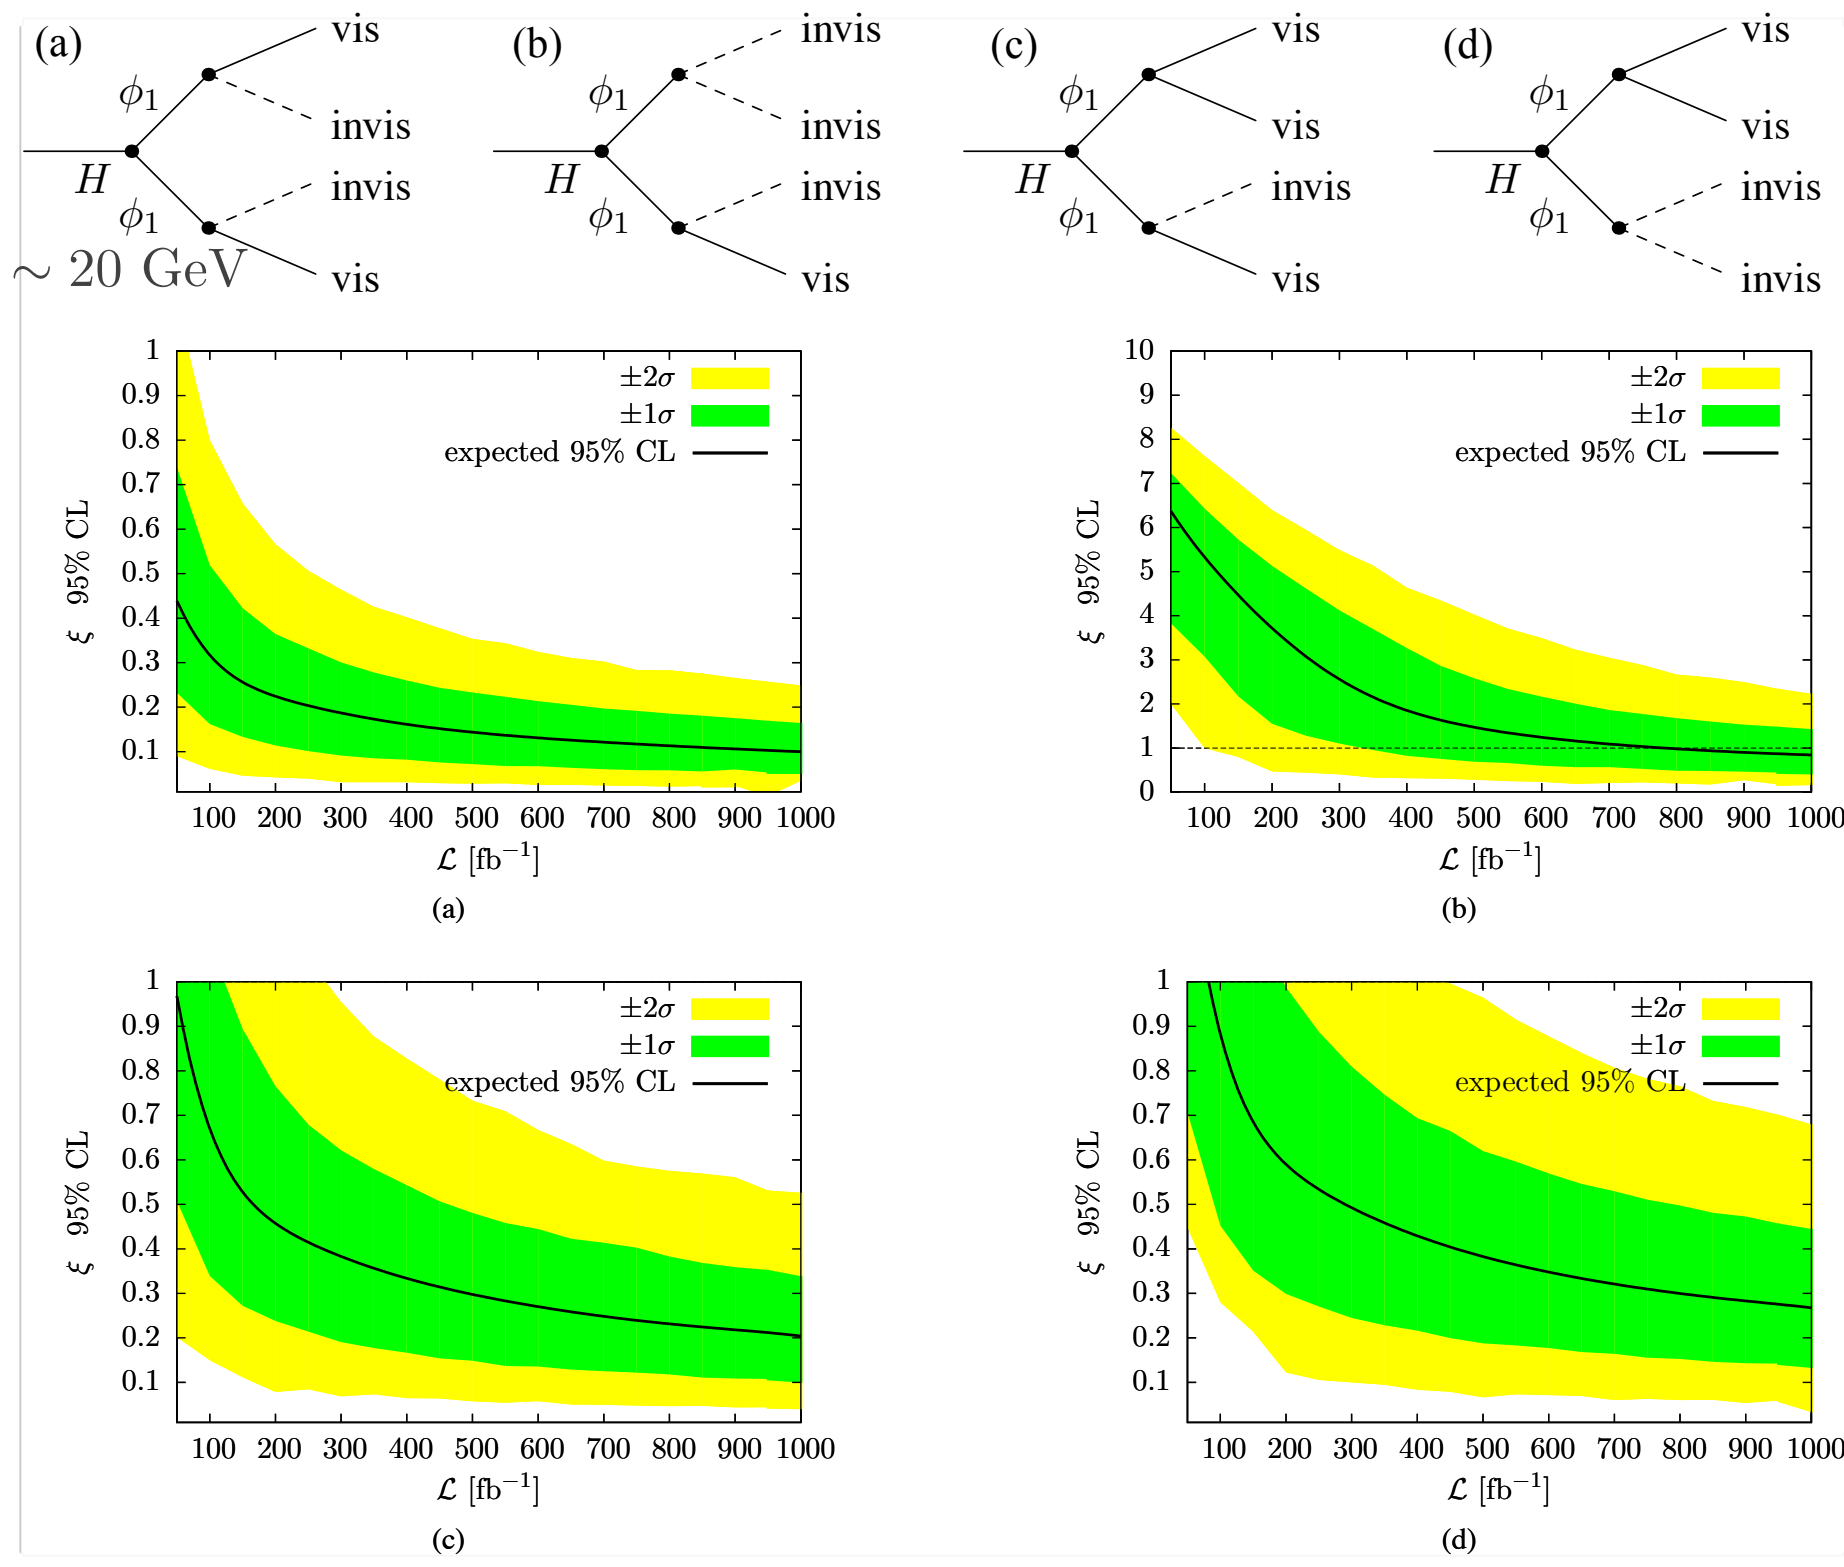 (a) (b) (c) (d)
vis invis vis vis
ϕ₁ ϕ₁ ϕ₁ ϕ₁
invis invis vis vis
H H H H
invis invis invis invis
ϕ₁ ϕ₁ ϕ₁ ϕ₁
~ 20 GeV
vis vis vis invis
1
0.9
0.8
0.7
0.6
0.5
0.4
0.3
0.2
0.1
ξ 95% CL
±2σ
±1σ
expected 95% CL
100 200 300 400 500 600 700 800 900 1000
ℒ [fb⁻¹]
(a)
10
9
8
7
6
5
4
3
2
1
0
ξ 95% CL
±2σ
±1σ
expected 95% CL
100 200 300 400 500 600 700 800 900 1000
ℒ [fb⁻¹]
(b)
1
0.9
0.8
0.7
0.6
0.5
0.4
0.3
0.2
0.1
ξ 95% CL
±2σ
±1σ
expected 95% CL
100 200 300 400 500 600 700 800 900 1000
ℒ [fb⁻¹]
(c)
1
0.9
0.8
0.7
0.6
0.5
0.4
0.3
0.2
0.1
ξ 95% CL
±2σ
±1σ
expected 95% CL
100 200 300 400 500 600 700 800 900 1000
ℒ [fb⁻¹]
(d)